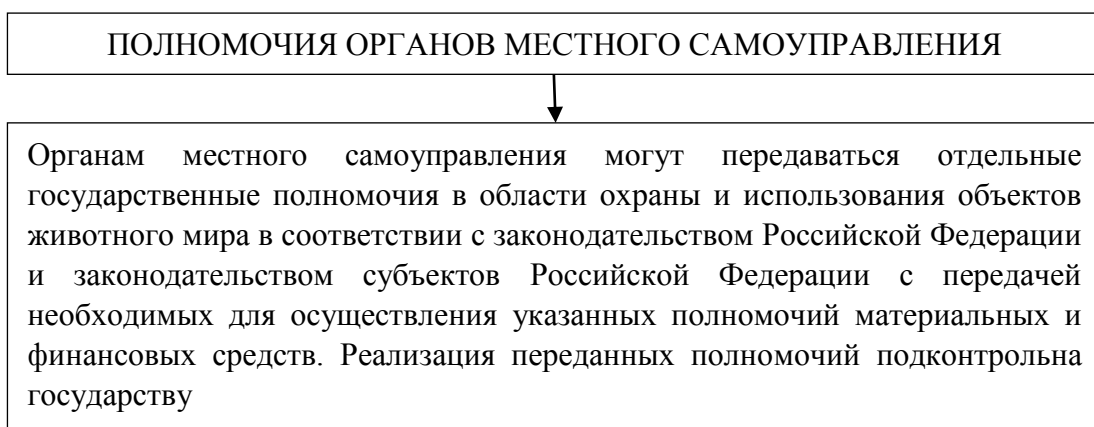 ПОЛНОМОЧИЯ ОРГАНОВ МЕСТНОГО САМОУПРАВЛЕНИЯ
Органам местного самоуправления могут передаваться отдельные
государственные полномочия в области охраны и использования объектов
животного мира в соответствии с законодательством Российской Федерации
и законодательством субъектов Российской Федерации с передачей
необходимых для осуществления указанных полномочий материальных и
финансовых средств. Реализация переданных полномочий подконтрольна
государству